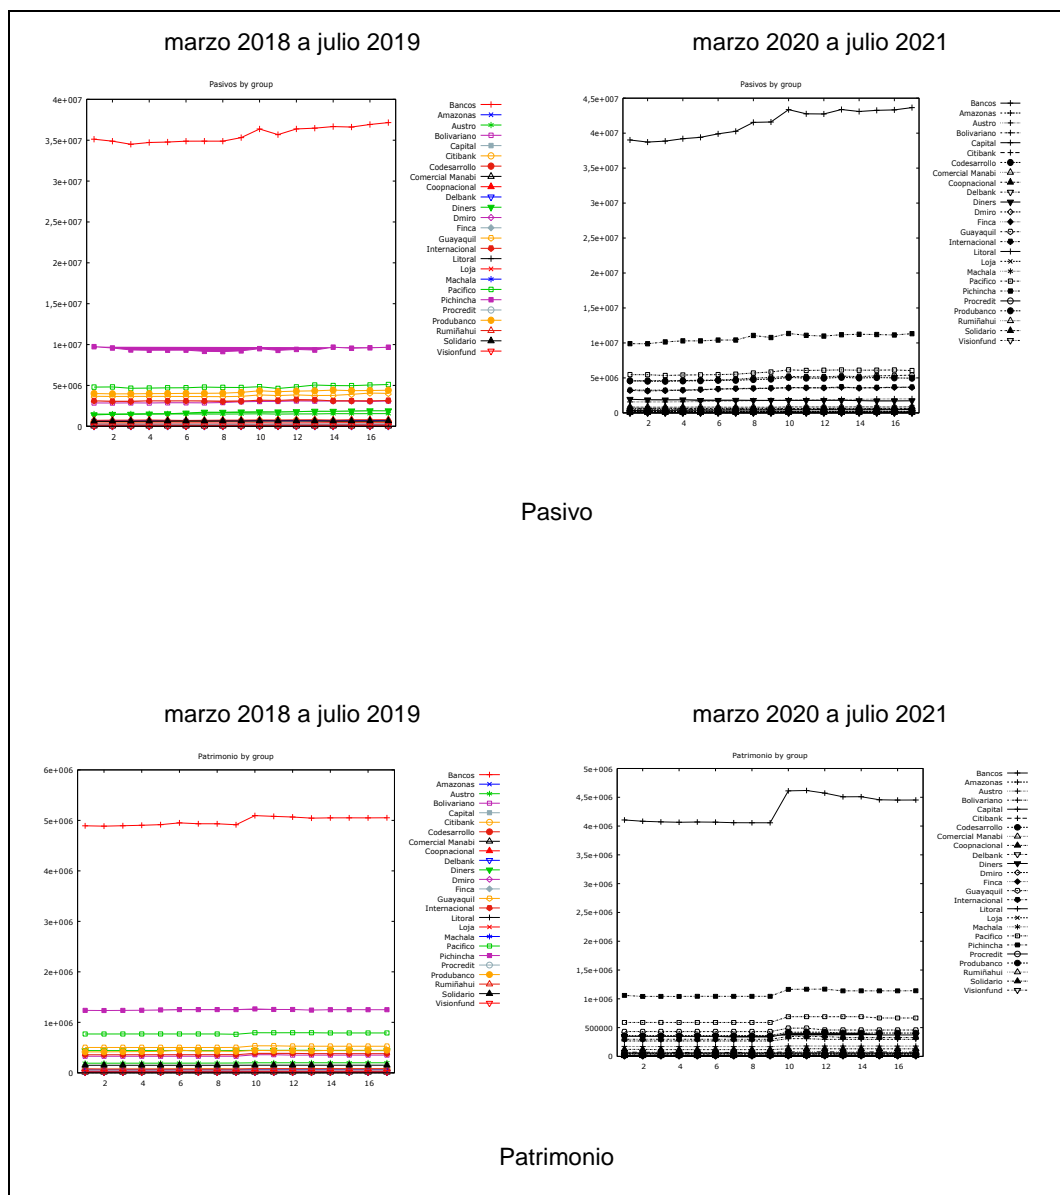 marzo 2018 a julio 2019
Pasivos by group
4e+007
3,5e+007
3e+007
2,5e+007
2e+007
1,5e+007
1e+007
5e+006
0
2 4 6 8 10 12 14 16
Bancos
Amazonas
Austro
Bolivariano
Capital
Citibank
Codesarrollo
Comercial Manabi
Coopnacional
Delbank
Diners
Dmiro
Finca
Guayaquil
Internacional
Litoral
Loja
Machala
Pacifico
Pichincha
Procredit
Produbanco
Rumiñahui
Solidario
Visionfund
marzo 2020 a julio 2021
Pasivos by group
4,5e+007
4e+007
3,5e+007
3e+007
2,5e+007
2e+007
1,5e+007
1e+007
5e+006
0
2 4 6 8 10 12 14 16
Bancos
Amazonas
Austro
Bolivariano
Capital
Citibank
Codesarrollo
Comercial Manabi
Coopnacional
Delbank
Diners
Dmiro
Finca
Guayaquil
Internacional
Litoral
Loja
Machala
Pacifico
Pichincha
Procredit
Produbanco
Rumiñahui
Solidario
Visionfund
Pasivo
marzo 2018 a julio 2019
Patrimonio by group
6e+006
5e+006
4e+006
3e+006
2e+006
1e+006
0
2 4 6 8 10 12 14 16
Bancos
Amazonas
Austro
Bolivariano
Capital
Citibank
Codesarrollo
Comercial Manabi
Coopnacional
Delbank
Diners
Dmiro
Finca
Guayaquil
Internacional
Litoral
Loja
Machala
Pacifico
Pichincha
Procredit
Produbanco
Rumiñahui
Solidario
Visionfund
marzo 2020 a julio 2021
Patrimonio by group
5e+006
4,5e+006
4e+006
3,5e+006
3e+006
2,5e+006
2e+006
1,5e+006
1e+006
500000
0
2 4 6 8 10 12 14 16
Bancos
Amazonas
Austro
Bolivariano
Capital
Citibank
Codesarrollo
Comercial Manabi
Coopnacional
Delbank
Diners
Dmiro
Finca
Guayaquil
Internacional
Litoral
Loja
Machala
Pacifico
Pichincha
Procredit
Produbanco
Rumiñahui
Solidario
Visionfund
Patrimonio